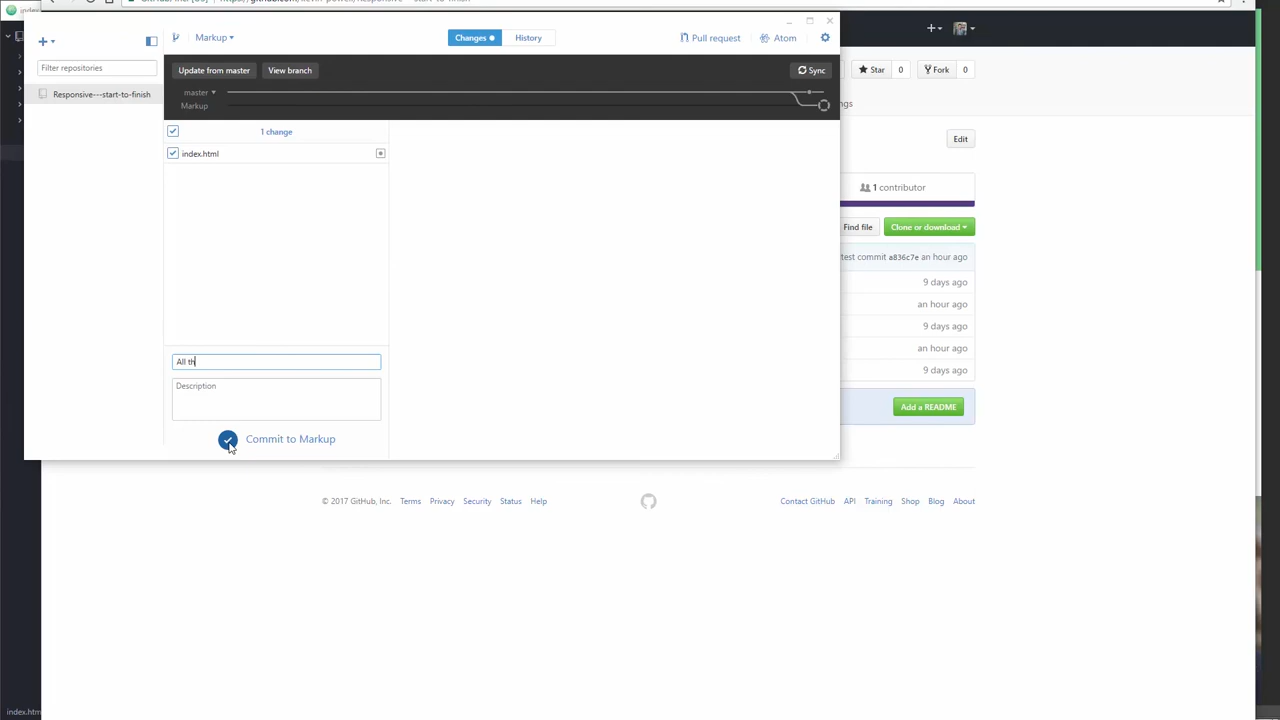 index
Markup
Changes
History
Pull request
Atom
Filter repositories
Update from master
View branch
Sync
Star
0
Fork
0
master
Responsive---start-to-finish
Markup
ngs
1 change
Edit
index.html
1 contributor
Find file
Clone or download
test commit a836c7e an hour ago
9 days ago
an hour ago
9 days ago
an hour ago
9 days ago
All th
Description
Add a README
Commit to Markup
© 2017 GitHub, Inc.
Terms
Privacy
Security
Status
Help
Contact GitHub
API
Training
Shop
Blog
About
index.htm